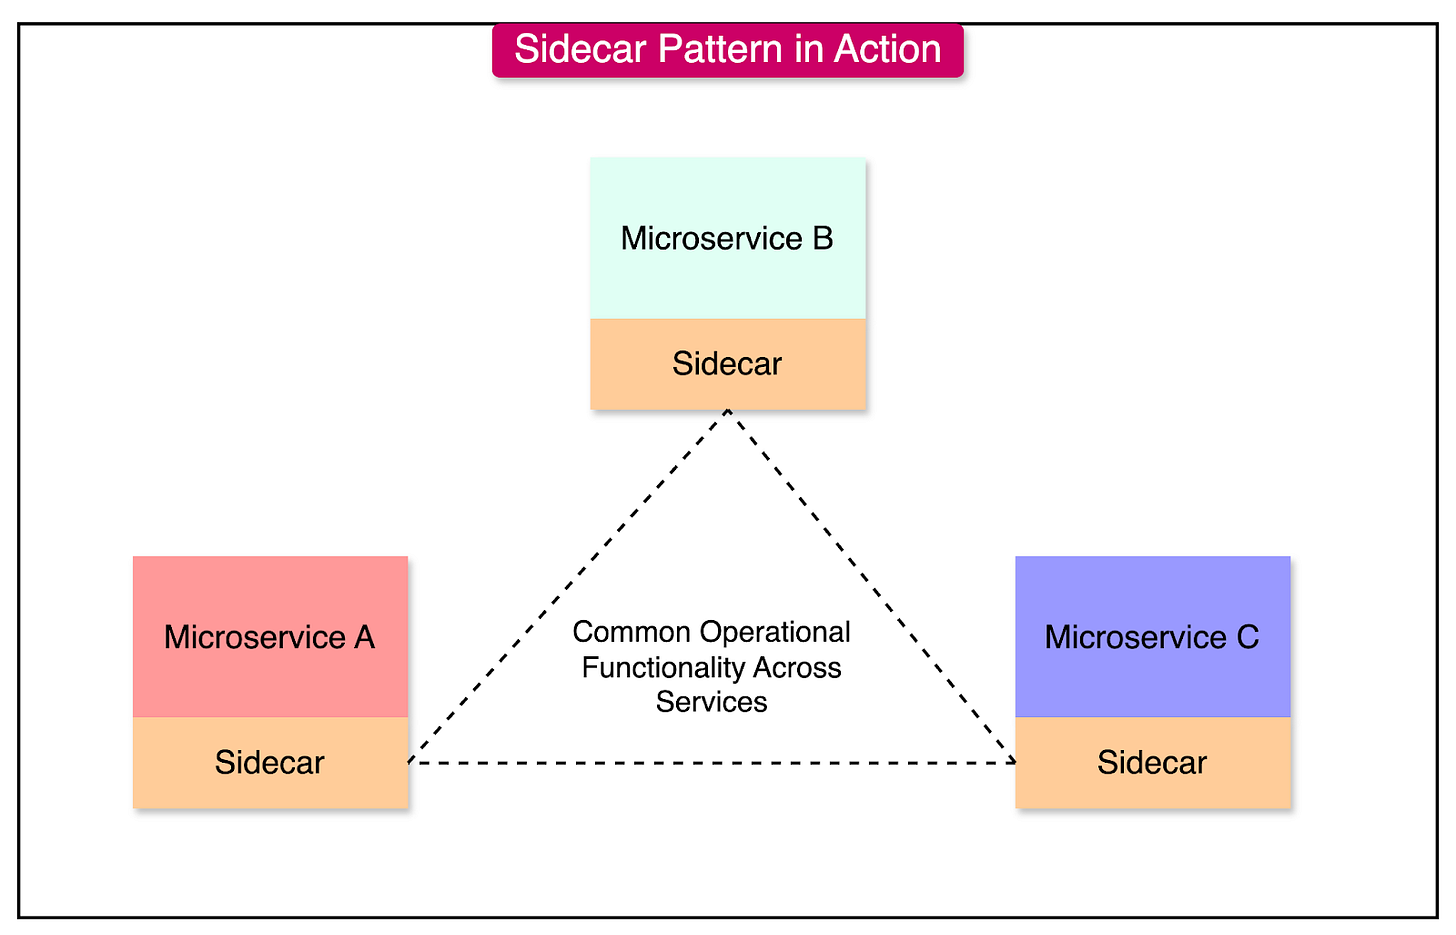 Sidecar Pattern in Action
Microservice B
Sidecar
Microservice A
Sidecar
Common Operational
Functionality Across
Services
Microservice C
Sidecar